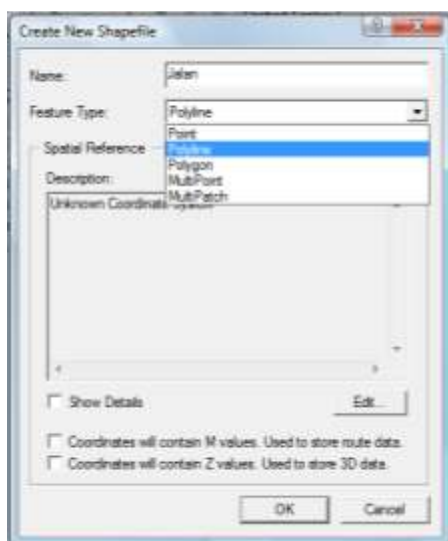 Create New Shapefile
Name: Jalan
Feature Type: Polyline
Point
Polyline
Polygon
MultiPoint
MultiPatch
Spatial Reference
Description:
Unknown Coordinate System
Show Details
Edit...
Coordinates will contain M values. Used to store route data.
Coordinates will contain Z values. Used to store 3D data.
OK
Cancel